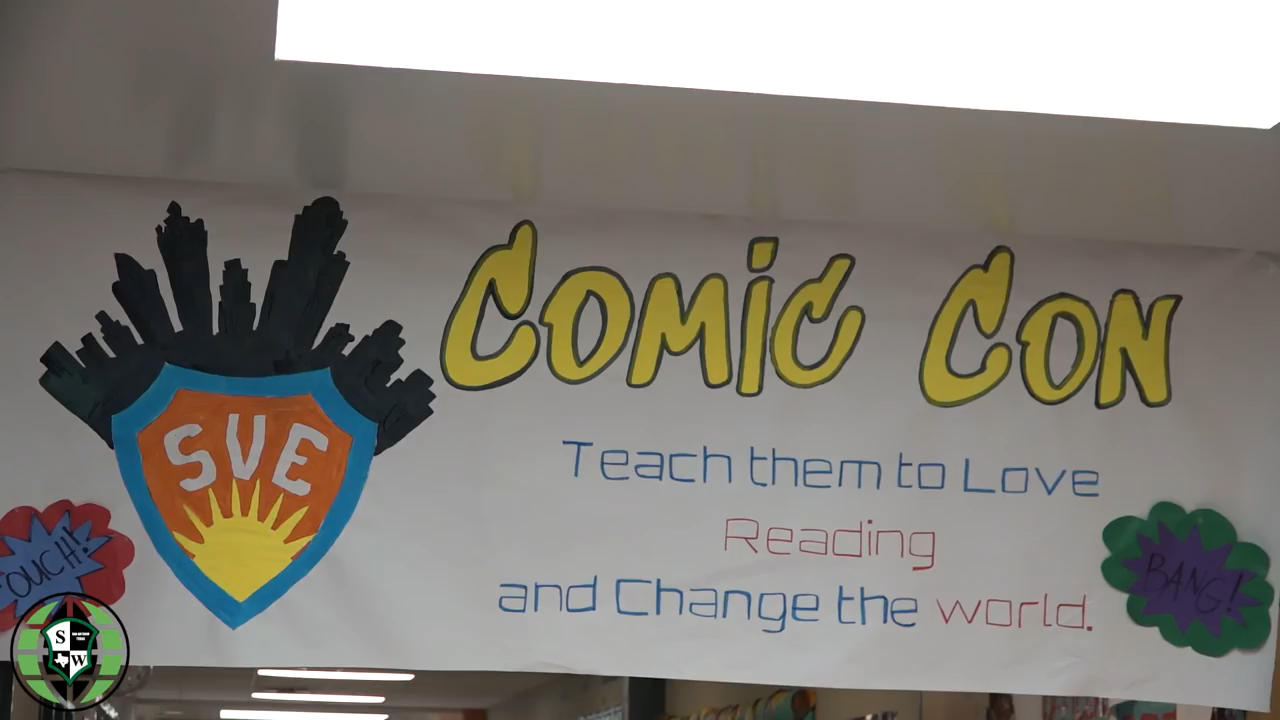 COMIC CON
SVE
Teach them to Love
Reading
and Change the world.
OUCH!
BANG!
S
W